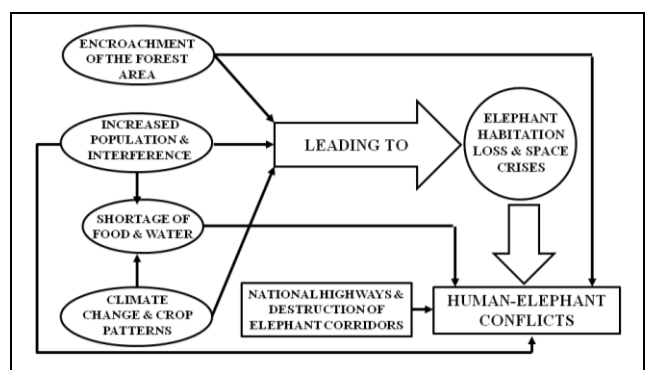 ENCROACHMENT
OF THE FOREST
AREA
INCREASED
POPULATION &
INTERFERENCE
SHORTAGE OF
FOOD & WATER
CLIMATE
CHANGE & CROP
PATTERNS
LEADING TO
ELEPHANT
HABITATION
LOSS & SPACE
CRISES
NATIONAL HIGHWAYS &
DESTRUCTION OF
ELEPHANT CORRIDORS
HUMAN-ELEPHANT
CONFLICTS